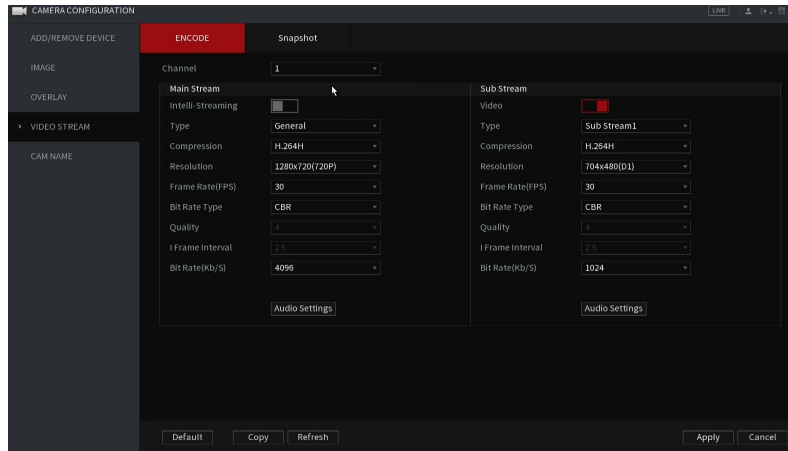 CAMERA CONFIGURATION
LIVE
ADD/REMOVE DEVICE
IMAGE
OVERLAY
VIDEO STREAM
CAM NAME
ENCODE Snapshot
Channel 1
Main Stream
Intelli-Streaming
Type General
Compression H.264H
Resolution 1280x720(720P)
Frame Rate(FPS) 30
Bit Rate Type CBR
Quality 4
I Frame Interval 2 S
Bit Rate(Kb/S) 4096
Audio Settings
Sub Stream
Video
Type Sub Stream1
Compression H.264H
Resolution 704x480(D1)
Frame Rate(FPS) 30
Bit Rate Type CBR
Quality 4
I Frame Interval 2 S
Bit Rate(Kb/S) 1024
Audio Settings
Default Copy Refresh Apply Cancel